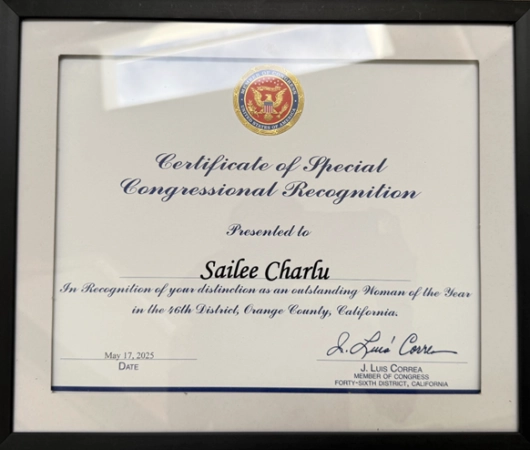 Certificate of Special
Congressional Recognition
Presented to
Sailee Charlu
In Recognition of your distinction as an outstanding Woman of the Year
in the 46th District, Orange County, California.
May 17, 2025
DATE
J. Luis Correa
J. LUIS CORREA
MEMBER OF CONGRESS
FORTY-SIXTH DISTRICT, CALIFORNIA